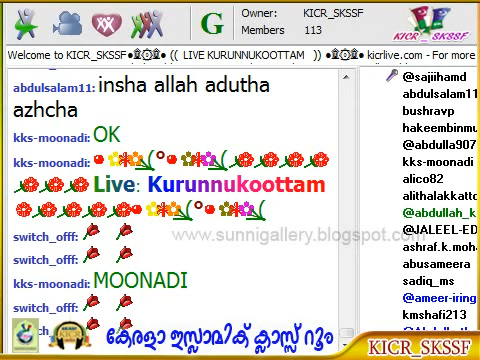 G
Owner: KICR_SKSSF
Members 113
KICR_SKSSF
Welcome to KICR_SKSSF●۩۞۩● (( LIVE KURUNNUKOOTTAM )) ●۩۞۩● kicrlive.com - For more
abdulsalam11: insha allah adutha
azhcha
kks-moonadi: OK
kks-moonadi:
Live: Kurunnukoottam
switch_offf:
switch_offf:
kks-moonadi: MOONADI
switch_offf:
switch_offf:
www.sunnigallery.blogspot.com
@sajiihamd
abdulsalam11
bushravp
hakeembinmu
@abdulla907
kks-moonadi
alico82
alithalakkatto
@abdullah_k
@JALEEL-ED
ashraf.k.moha
abusameera
sadiq_ms
@ameer-iring
kmshafi213
കേരളാ ഇസ്ലാമിക് ക്ലാസ്സ് റൂം
KICR_SKSSF